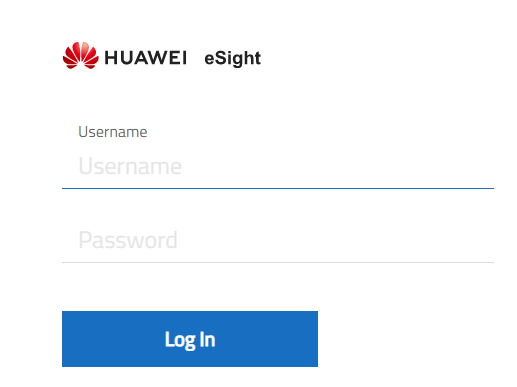 HUAWEI eSight
Username
Username
Password
Log In